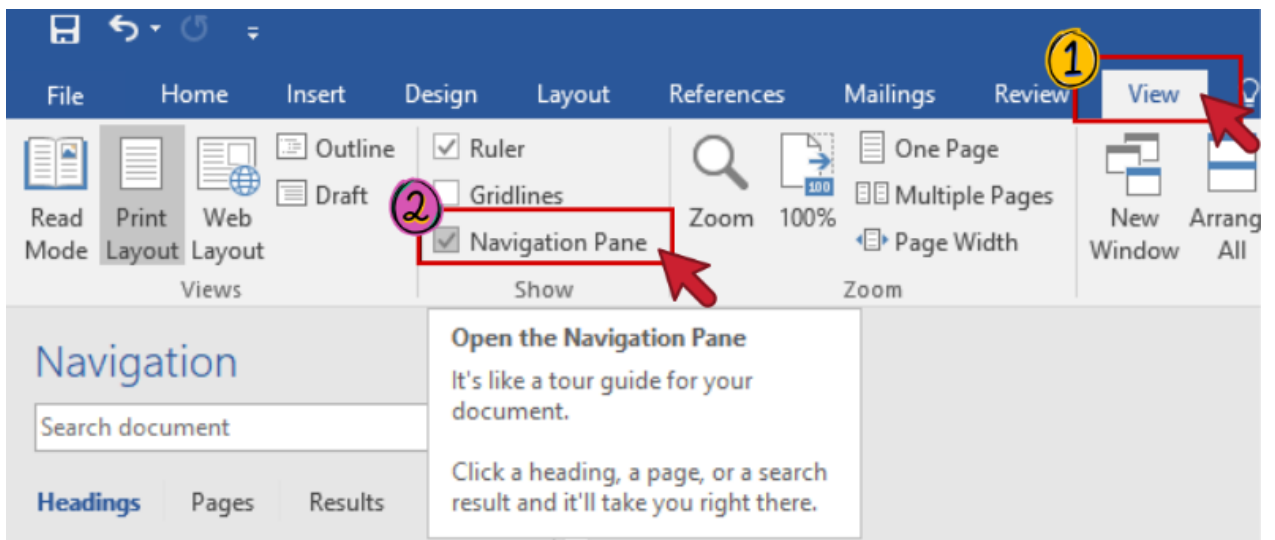 1
File Home Insert Design Layout References Mailings Review View
Outline
Draft
Read Mode
Print Layout
Web Layout
Views
Ruler
2
Gridlines
Navigation Pane
Show
Zoom
100
100%
One Page
Multiple Pages
Page Width
Zoom
New Window
Arrang
All
Navigation
Search document
Headings Pages Results
Open the Navigation Pane
It's like a tour guide for your
document.
Click a heading, a page, or a search
result and it'll take you right there.